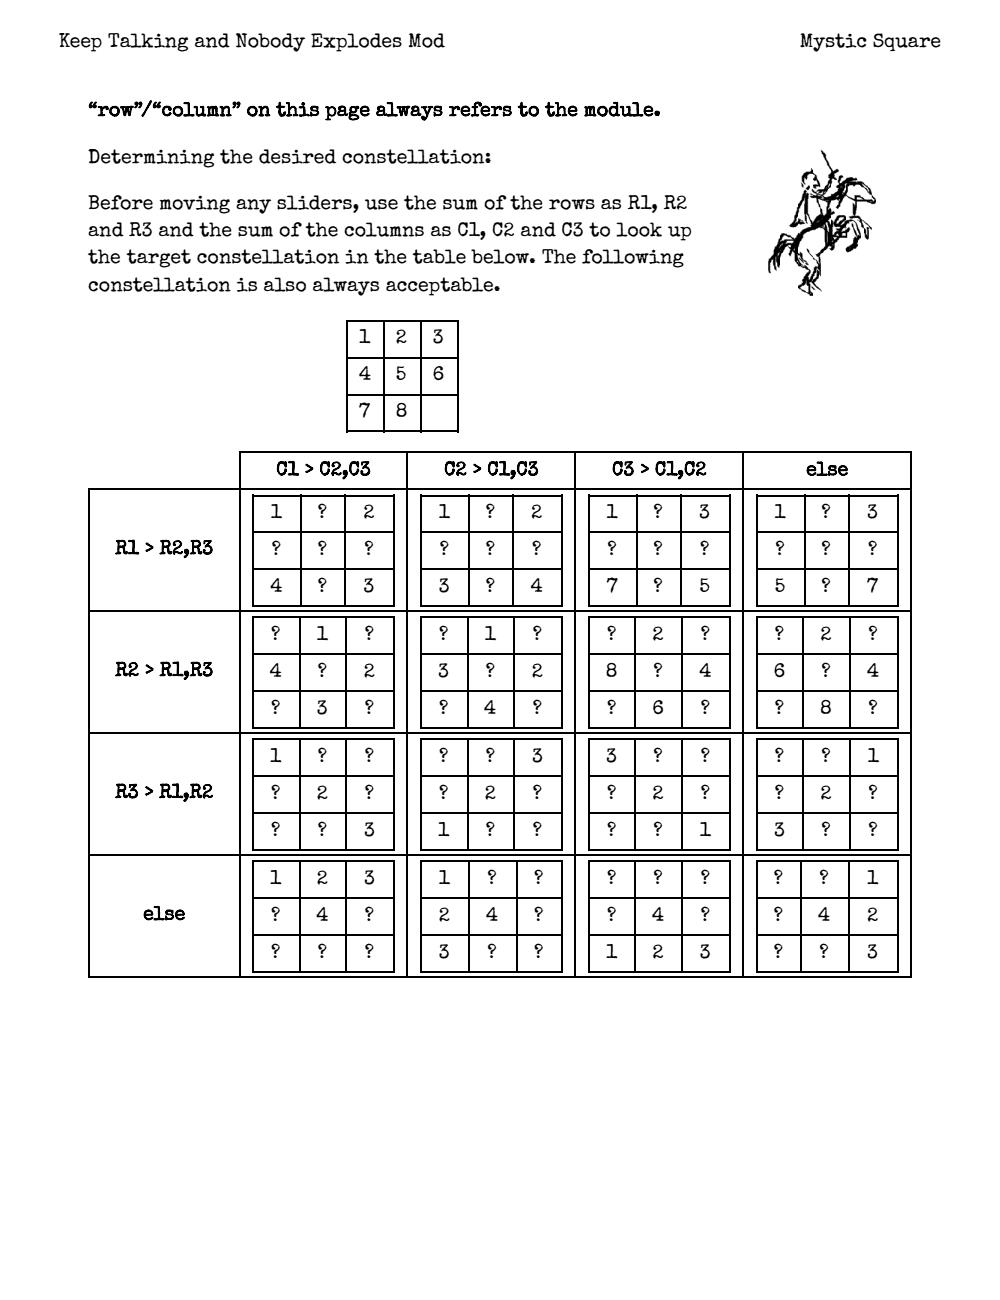 Keep Talking and Nobody Explodes Mod Mystic Square
“row”/“column” on this page always refers to the module.
Determining the desired constellation:
Before moving any sliders, use the sum of the rows as R1, R2
and R3 and the sum of the columns as C1, C2 and C3 to look up
the target constellation in the table below. The following
constellation is also always acceptable.
1 2 3
4 5 6
7 8
C1 > C2,C3 C2 > C1,C3 C3 > C1,C2 else
1 ? 2 1 ? 2 1 ? 3 1 ? 3
R1 > R2,R3 ? ? ? ? ? ? ? ? ? ? ? ?
4 ? 3 3 ? 4 7 ? 5 5 ? 7
? 1 ? ? 1 ? ? 2 ? ? 2 ?
R2 > R1,R3 4 ? 2 3 ? 2 8 ? 4 6 ? 4
? 3 ? ? 4 ? ? 6 ? ? 8 ?
1 ? ? ? ? 3 3 ? ? ? ? 1
R3 > R1,R2 ? 2 ? ? 2 ? ? 2 ? ? 2 ?
? ? 3 1 ? ? ? ? 1 3 ? ?
1 2 3 1 ? ? ? ? ? ? ? 1
else ? 4 ? 2 4 ? ? 4 ? ? 4 2
? ? ? 3 ? ? 1 2 3 ? ? 3